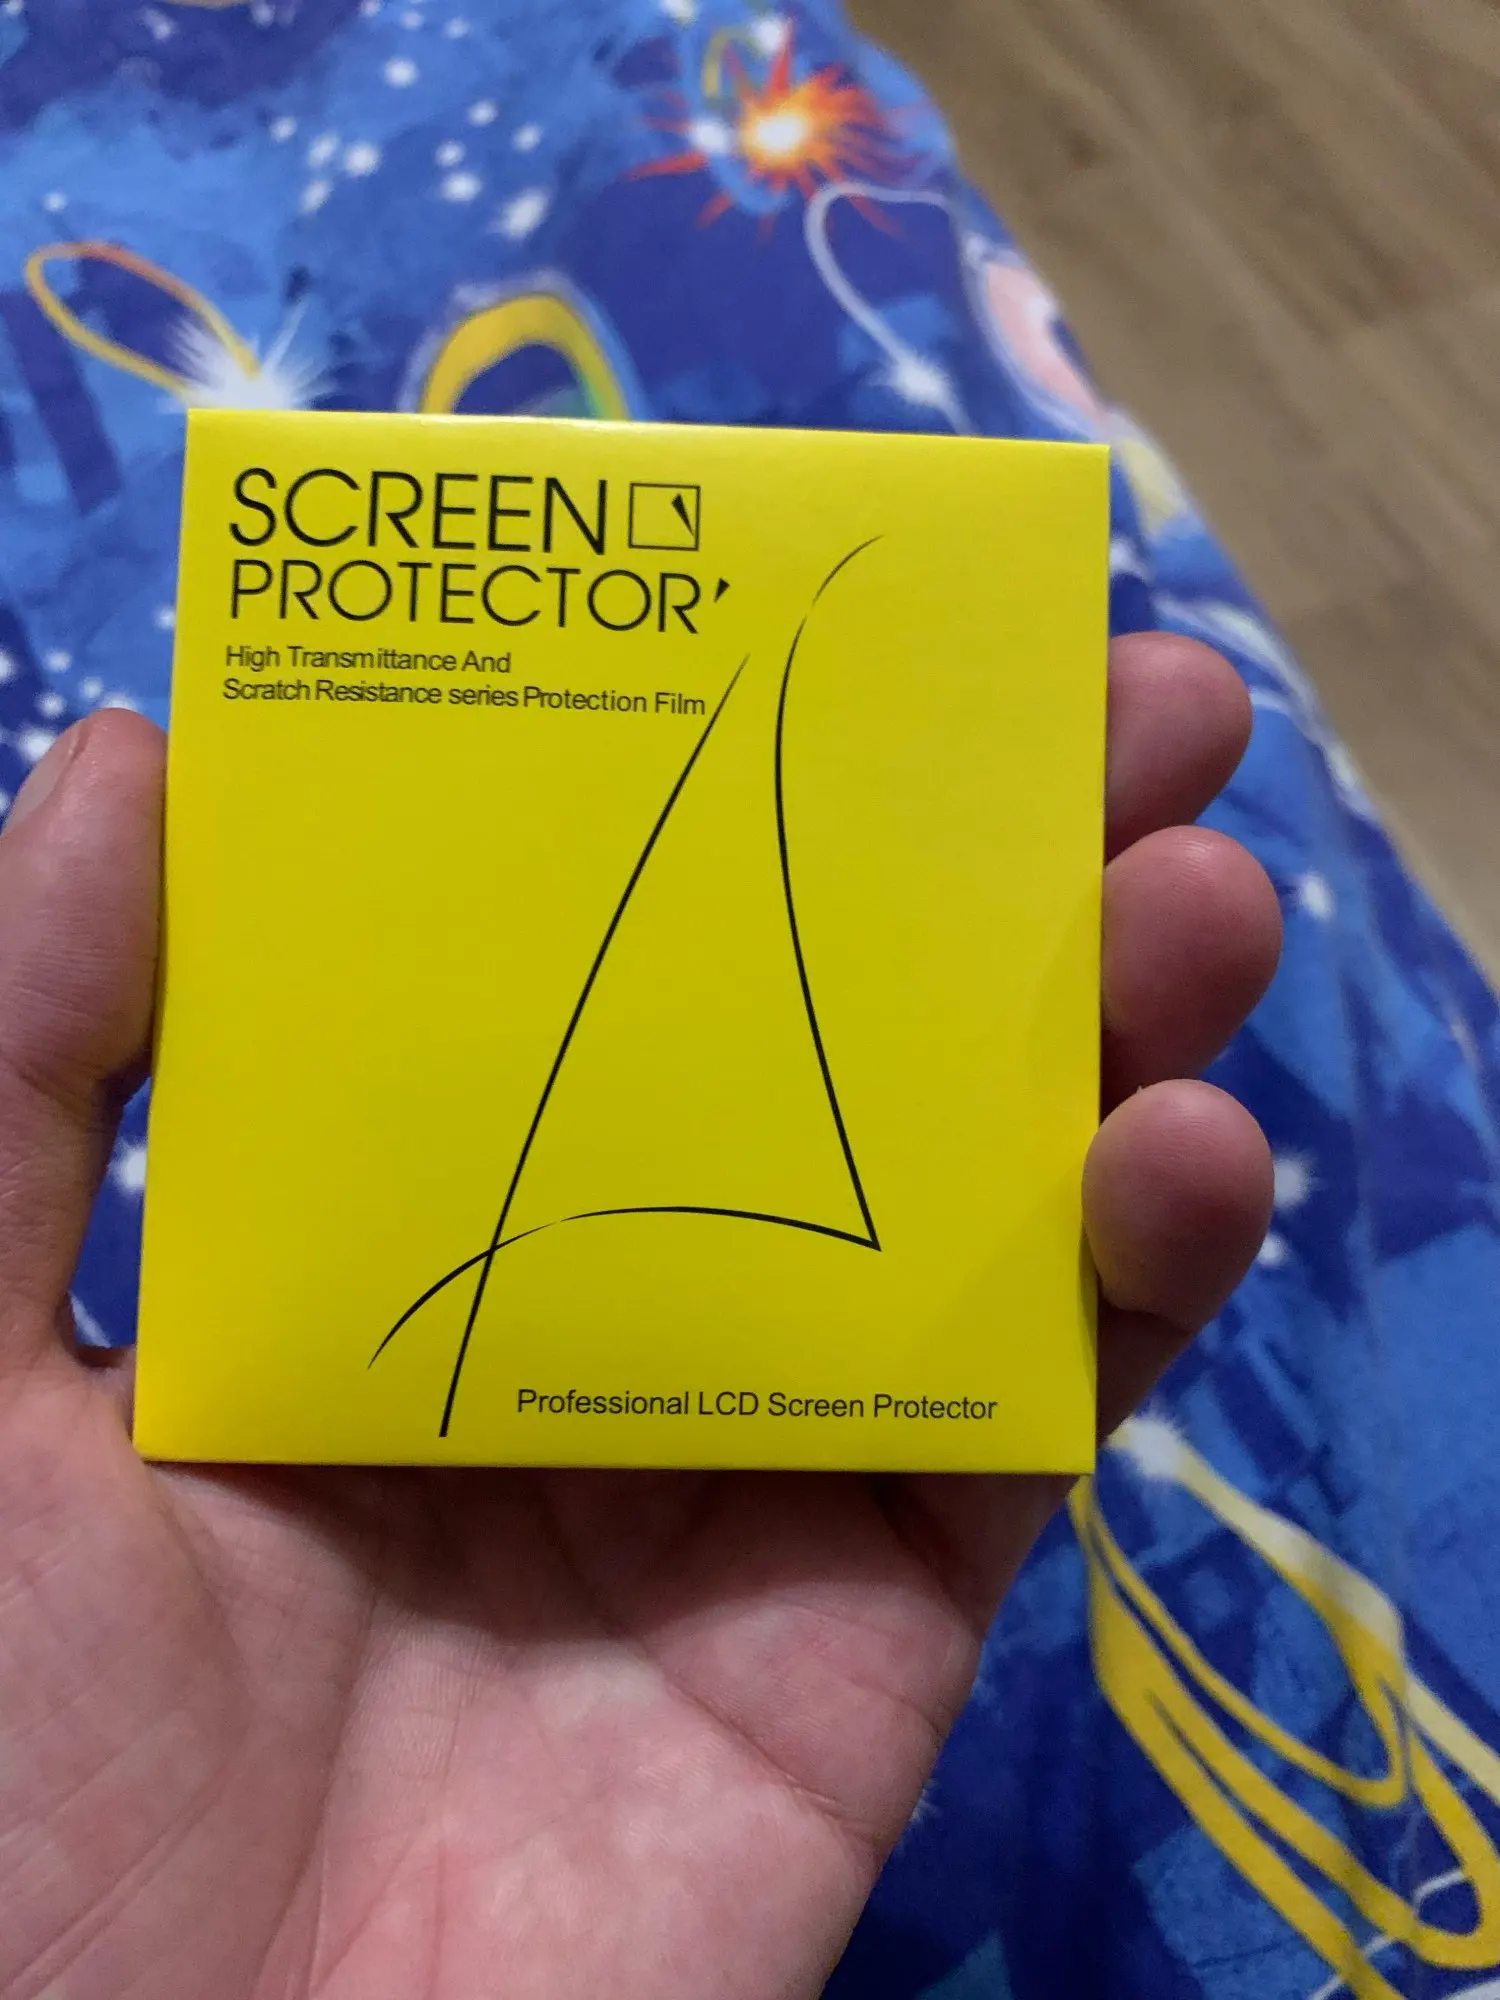 SCREEN
PROTECTOR'
High Transmittance And
Scratch Resistance series Protection Film
Professional LCD Screen Protector